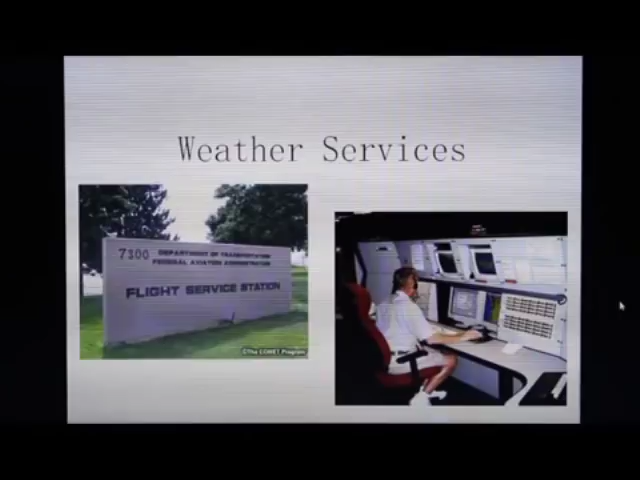 Weather Services
7300 DEPARTMENT OF TRANSPORTATION
FEDERAL AVIATION ADMINISTRATION
FLIGHT SERVICE STATION
©The COMET Program